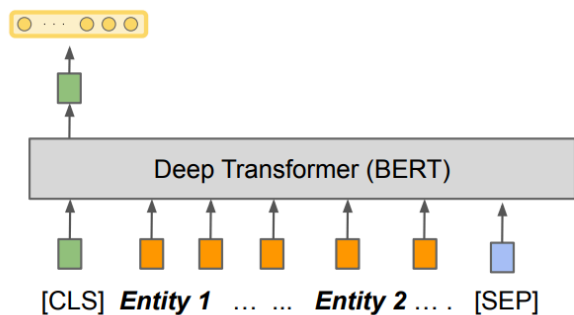 . . .
Deep Transformer (BERT)
[CLS] Entity 1 ... ... Entity 2 ... . [SEP]